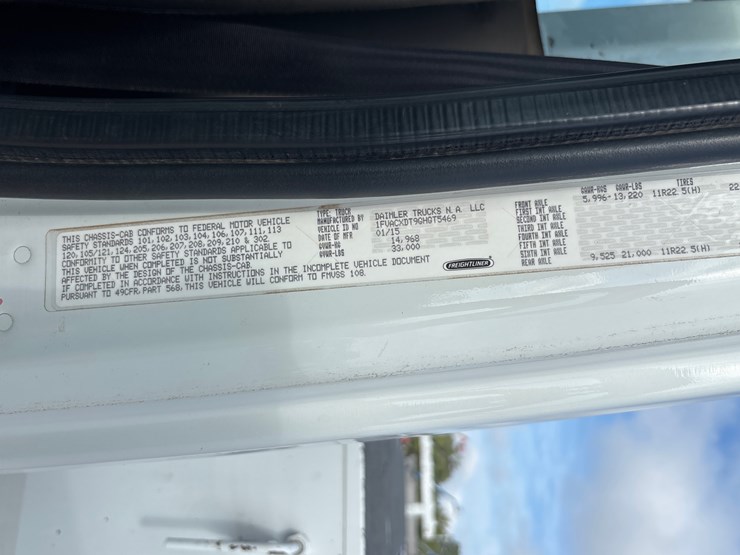 THIS CHASSIS-CAB CONFORMS TO FEDERAL MOTOR VEHICLE
SAFETY STANDARDS 101, 102, 103, 104, 106, 107, 111, 113
120, 105/121, 124, 205, 206, 207, 208, 209, 210 & 302
CONFORMITY TO OTHER SAFETY STANDARDS APPLICABLE TO
THIS VEHICLE WHEN COMPLETED IS NOT SUBSTANTIALLY
AFFECTED BY THE DESIGN OF THE CHASSIS-CAB.
IF COMPLETED IN ACCORDANCE WITH INSTRUCTIONS IN THE INCOMPLETE VEHICLE DOCUMENT
PURSUANT TO 49CFR, PART 568, THIS VEHICLE WILL CONFORM TO FMVSS 108.
TYPE: TRUCK
MANUFACTURED BY DAIMLER TRUCKS N.A. LLC
VEHICLE ID NO 1FVACXDT9GHGT5469
DATE OF MFR 01/15
GVWR-KG 14,968
GVWR-LBS 33,000
FREIGHTLINER
GAWR-KGS GAWR-LBS TIRES
FRONT AXLE 5,996-13,220 11R22.5(H) 22
FIRST INT AXLE
SECOND INT AXLE
THIRD INT AXLE
FOURTH INT AXLE
FIFTH INT AXLE
SIXTH INT AXLE
REAR AXLE 9,525 21,000 11R22.5(H)